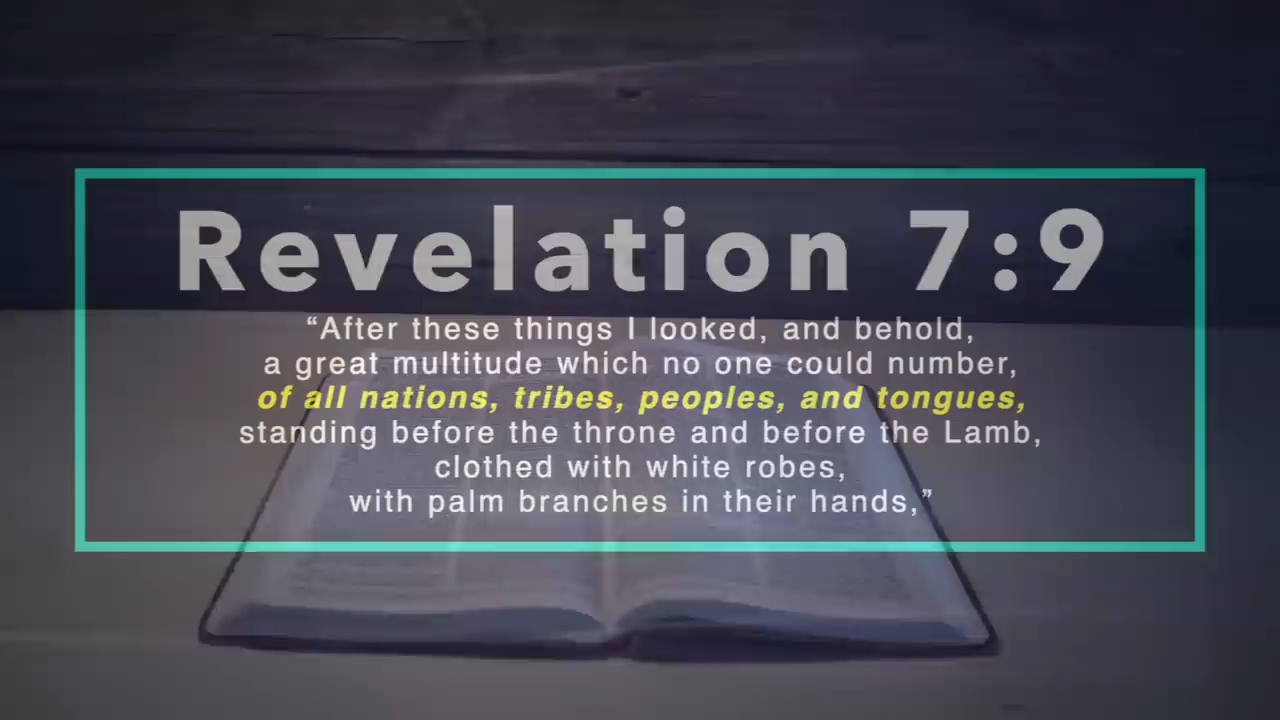 Revelation 7:9
“After these things I looked, and behold,
a great multitude which no one could number,
of all nations, tribes, peoples, and tongues,
standing before the throne and before the Lamb,
clothed with white robes,
with palm branches in their hands,”